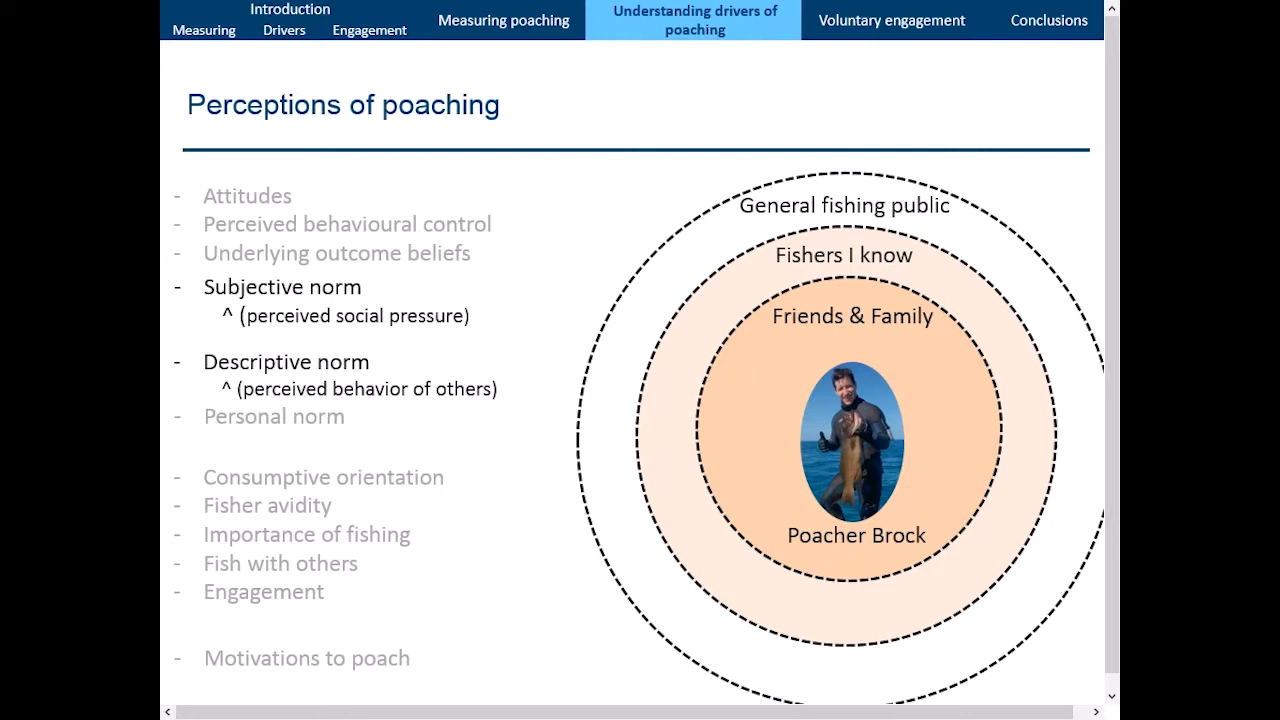 Introduction
Measuring Drivers Engagement
Measuring poaching
Understanding drivers of
poaching
Voluntary engagement
Conclusions
Perceptions of poaching
- Attitudes
- Perceived behavioural control
- Underlying outcome beliefs
- Subjective norm
^ (perceived social pressure)
- Descriptive norm
^ (perceived behavior of others)
- Personal norm
- Consumptive orientation
- Fisher avidity
- Importance of fishing
- Fish with others
- Engagement
- Motivations to poach
General fishing public
Fishers I know
Friends & Family
Poacher Brock